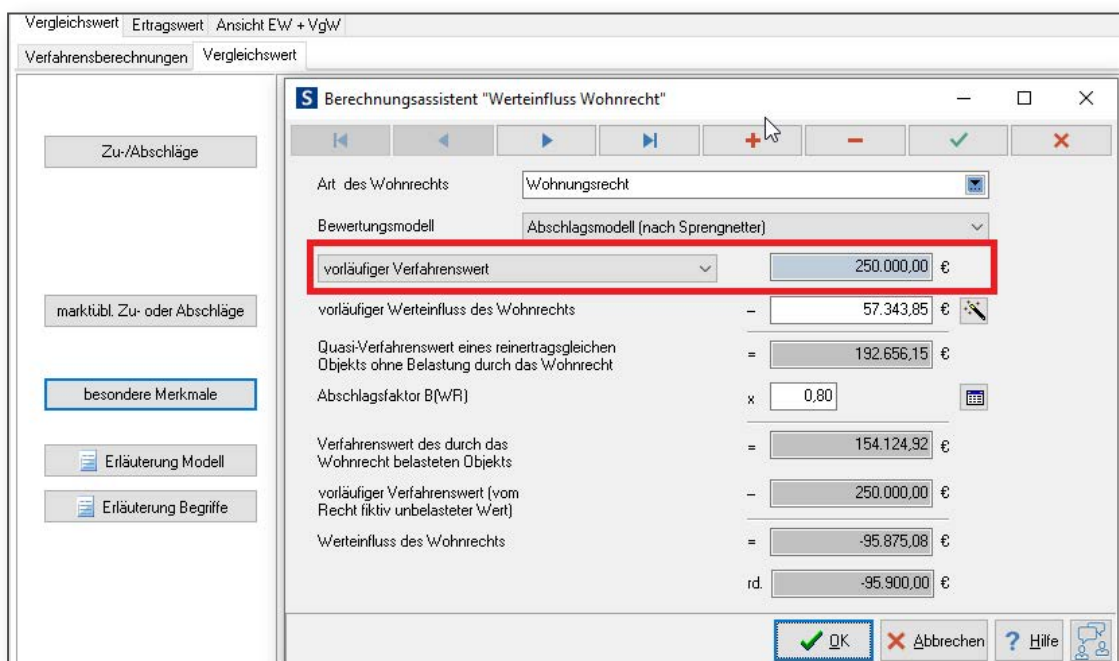 Vergleichswert Ertragswert Ansicht EW + VgW
Verfahrensberechnungen Vergleichswert
S Berechnungsassistent "Werteinfluss Wohnrecht"
Zu-/Abschläge
marktübl. Zu- oder Abschläge
besondere Merkmale
Erläuterung Modell
Erläuterung Begriffe
Art des Wohnrechts Wohnungsrecht
Bewertungsmodell Abschlagsmodell (nach Sprengnetter)
vorläufiger Verfahrenswert 250.000,00 €
vorläufiger Werteinfluss des Wohnrechts – 57.343,85 €
Quasi-Verfahrenswert eines reinertragsgleichen
Objekts ohne Belastung durch das Wohnrecht = 192.656,15 €
Abschlagsfaktor B(WR) x 0,80
Verfahrenswert des durch das
Wohnrecht belasteten Objekts = 154.124,92 €
vorläufiger Verfahrenswert (vom
Recht fiktiv unbelasteter Wert) – 250.000,00 €
Werteinfluss des Wohnrechts = -95.875,08 €
rd. -95.900,00 €
OK Abbrechen ? Hilfe